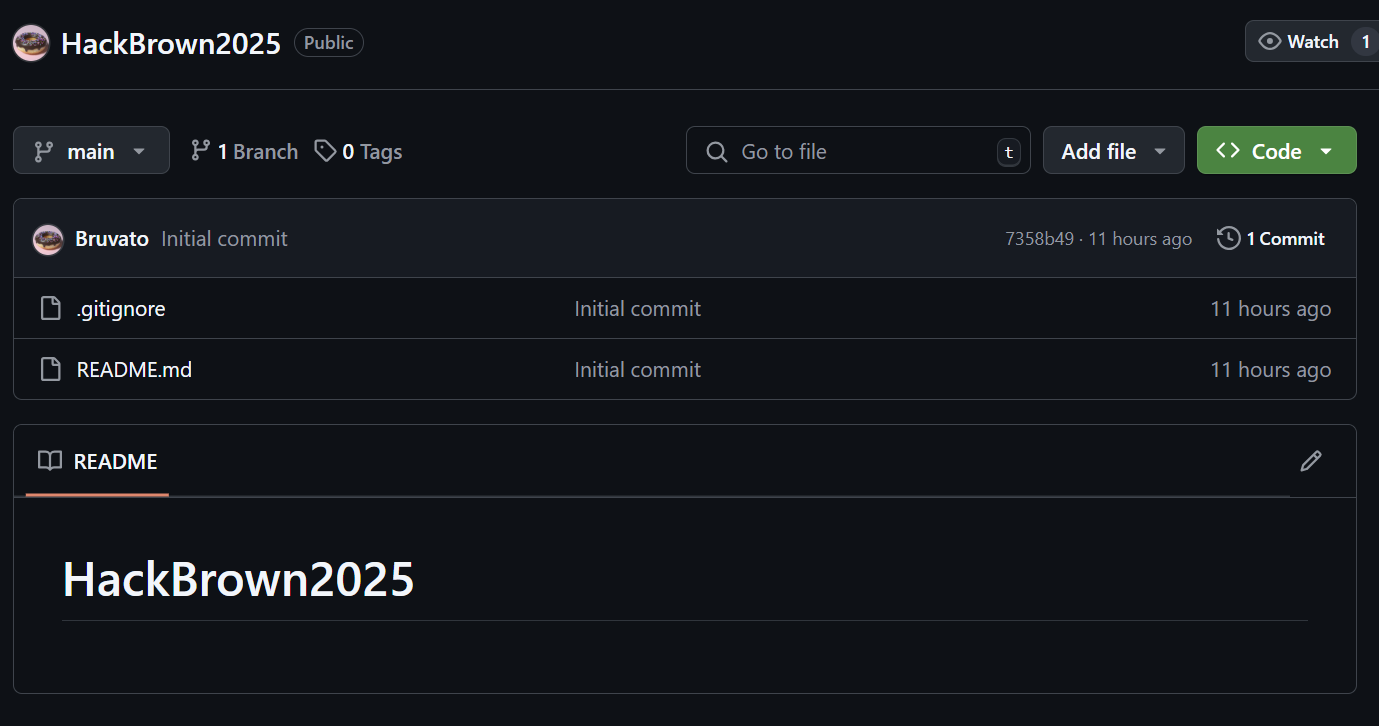 HackBrown2025 Public Watch 1
main 1 Branch 0 Tags Go to file t Add file Code
Bruvato Initial commit 7358b49 · 11 hours ago 1 Commit
.gitignore Initial commit 11 hours ago
README.md Initial commit 11 hours ago
README
HackBrown2025